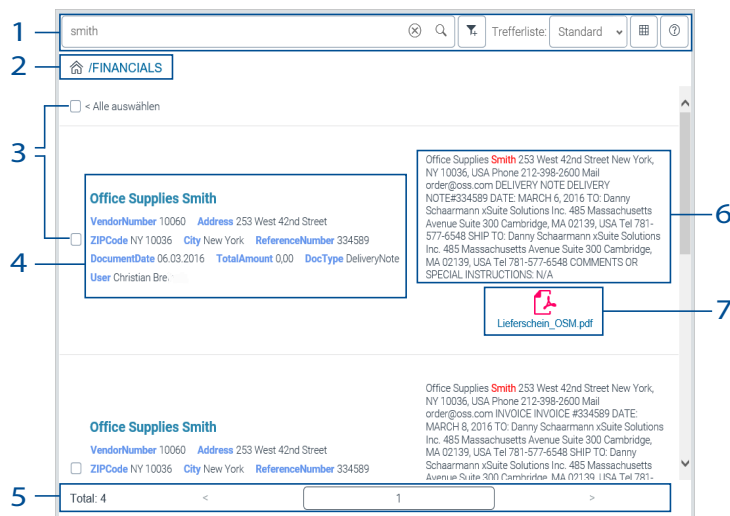 1
smith
Trefferliste:
Standard
2
/FINANCIALS
3
< Alle auswählen
4
Office Supplies Smith
VendorNumber 10060 Address 253 West 42nd Street
ZIPCode NY 10036 City New York ReferenceNumber 334589
DocumentDate 06.03.2016 TotalAmount 0,00 DocType DeliveryNote
User Christian Bre
6
Office Supplies Smith 253 West 42nd Street New York,
NY 10036, USA Phone 212-398-2600 Mail
order@oss.com DELIVERY NOTE DELIVERY
NOTE#334589 DATE: MARCH 6, 2016 TO: Danny
Schaarmann xSuite Solutions Inc. 485 Massachusetts
Avenue Suite 300 Cambridge, MA 02139, USA Tel 781-
577-6548 SHIP TO: Danny Schaarmann xSuite Solutions
Inc. 485 Massachusetts Avenue Suite 300 Cambridge,
MA 02139, USA Tel 781-577-6548 COMMENTS OR
SPECIAL INSTRUCTIONS: N/A
7
Lieferschein_OSM.pdf
Office Supplies Smith
VendorNumber 10060 Address 253 West 42nd Street
ZIPCode NY 10036 City New York ReferenceNumber 334589
Office Supplies Smith 253 West 42nd Street New York,
NY 10036, USA Phone 212-398-2600 Mail
order@oss.com INVOICE INVOICE #334589 DATE:
MARCH 8, 2016 TO: Danny Schaarmann xSuite Solutions
Inc. 485 Massachusetts Avenue Suite 300 Cambridge,
MA 02139, USA Tel 781-577-6548 SHIP TO: Danny
Schaarmann xSuite Solutions Inc. 485 Massachusetts
Avenue Suite 300 Cambridge, MA 02139, USA Tel 781-
5
Total: 4
<
1
>